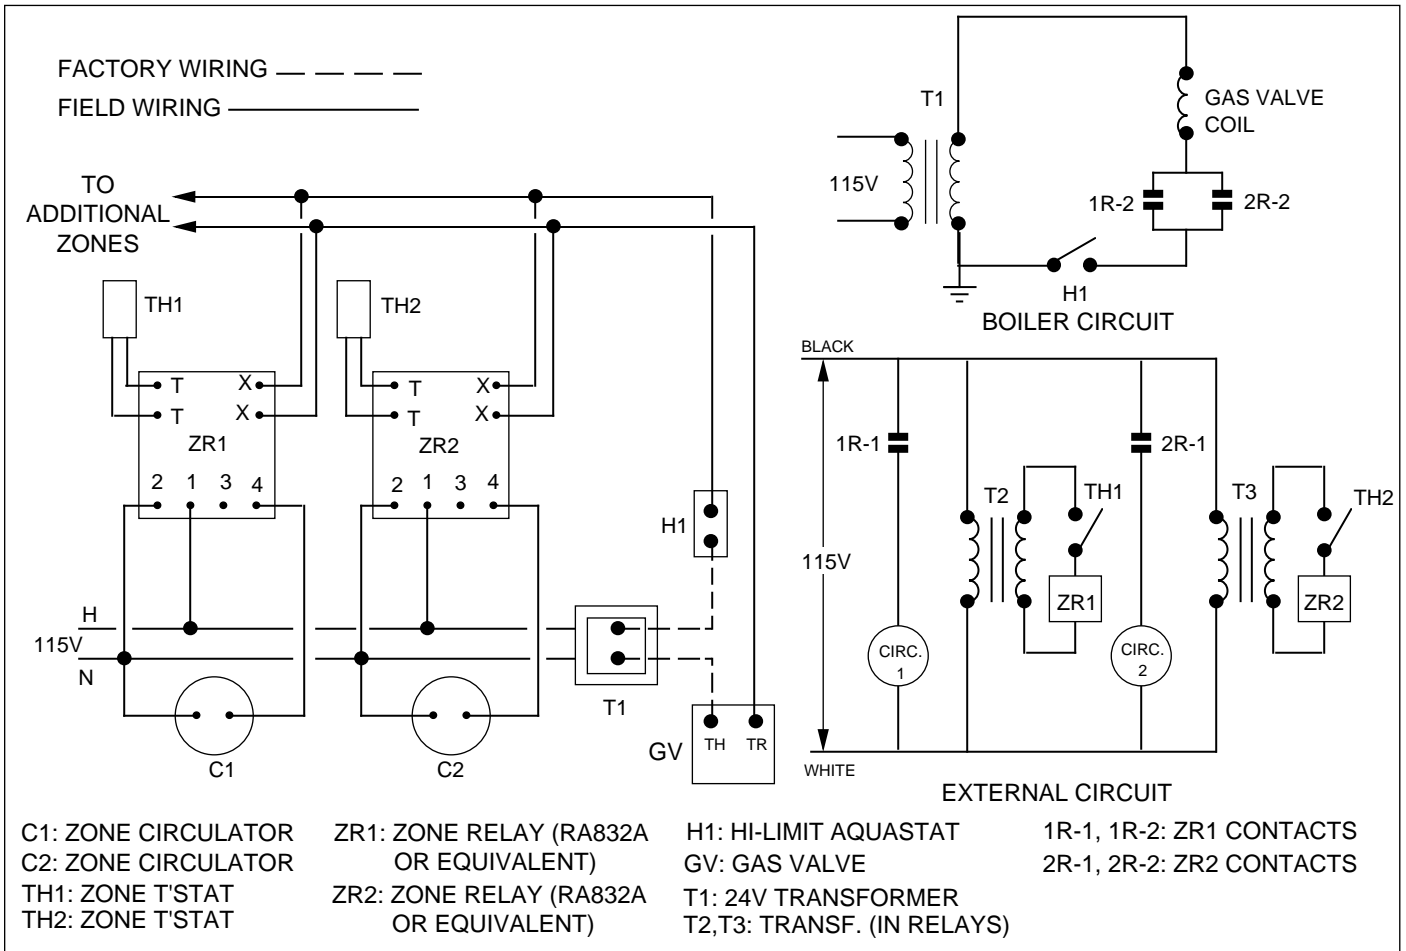 FACTORY WIRING
FIELD WIRING
TO
ADDITIONAL
ZONES
TH1
TH2
T X
T X
ZR1
2 1 3 4
T X
T X
ZR2
2 1 3 4
H1
H
115V
N
T1
C1
C2
GV
TH TR
T1
GAS VALVE
COIL
115V
1R-2
2R-2
H1
BOILER CIRCUIT
BLACK
1R-1
2R-1
T2
TH1
T3
TH2
115V
ZR1
ZR2
CIRC.
1
CIRC.
2
WHITE
EXTERNAL CIRCUIT
C1: ZONE CIRCULATOR
C2: ZONE CIRCULATOR
TH1: ZONE T'STAT
TH2: ZONE T'STAT
ZR1: ZONE RELAY (RA832A
OR EQUIVALENT)
ZR2: ZONE RELAY (RA832A
OR EQUIVALENT)
H1: HI-LIMIT AQUASTAT
GV: GAS VALVE
T1: 24V TRANSFORMER
T2,T3: TRANSF. (IN RELAYS)
1R-1, 1R-2: ZR1 CONTACTS
2R-1, 2R-2: ZR2 CONTACTS